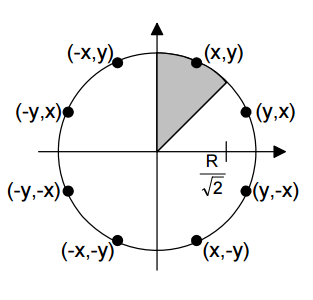 (-x,y) (x,y)
(-y,x) (y,x)
R
√2
(-y,-x) (y,-x)
(-x,-y) (x,-y)